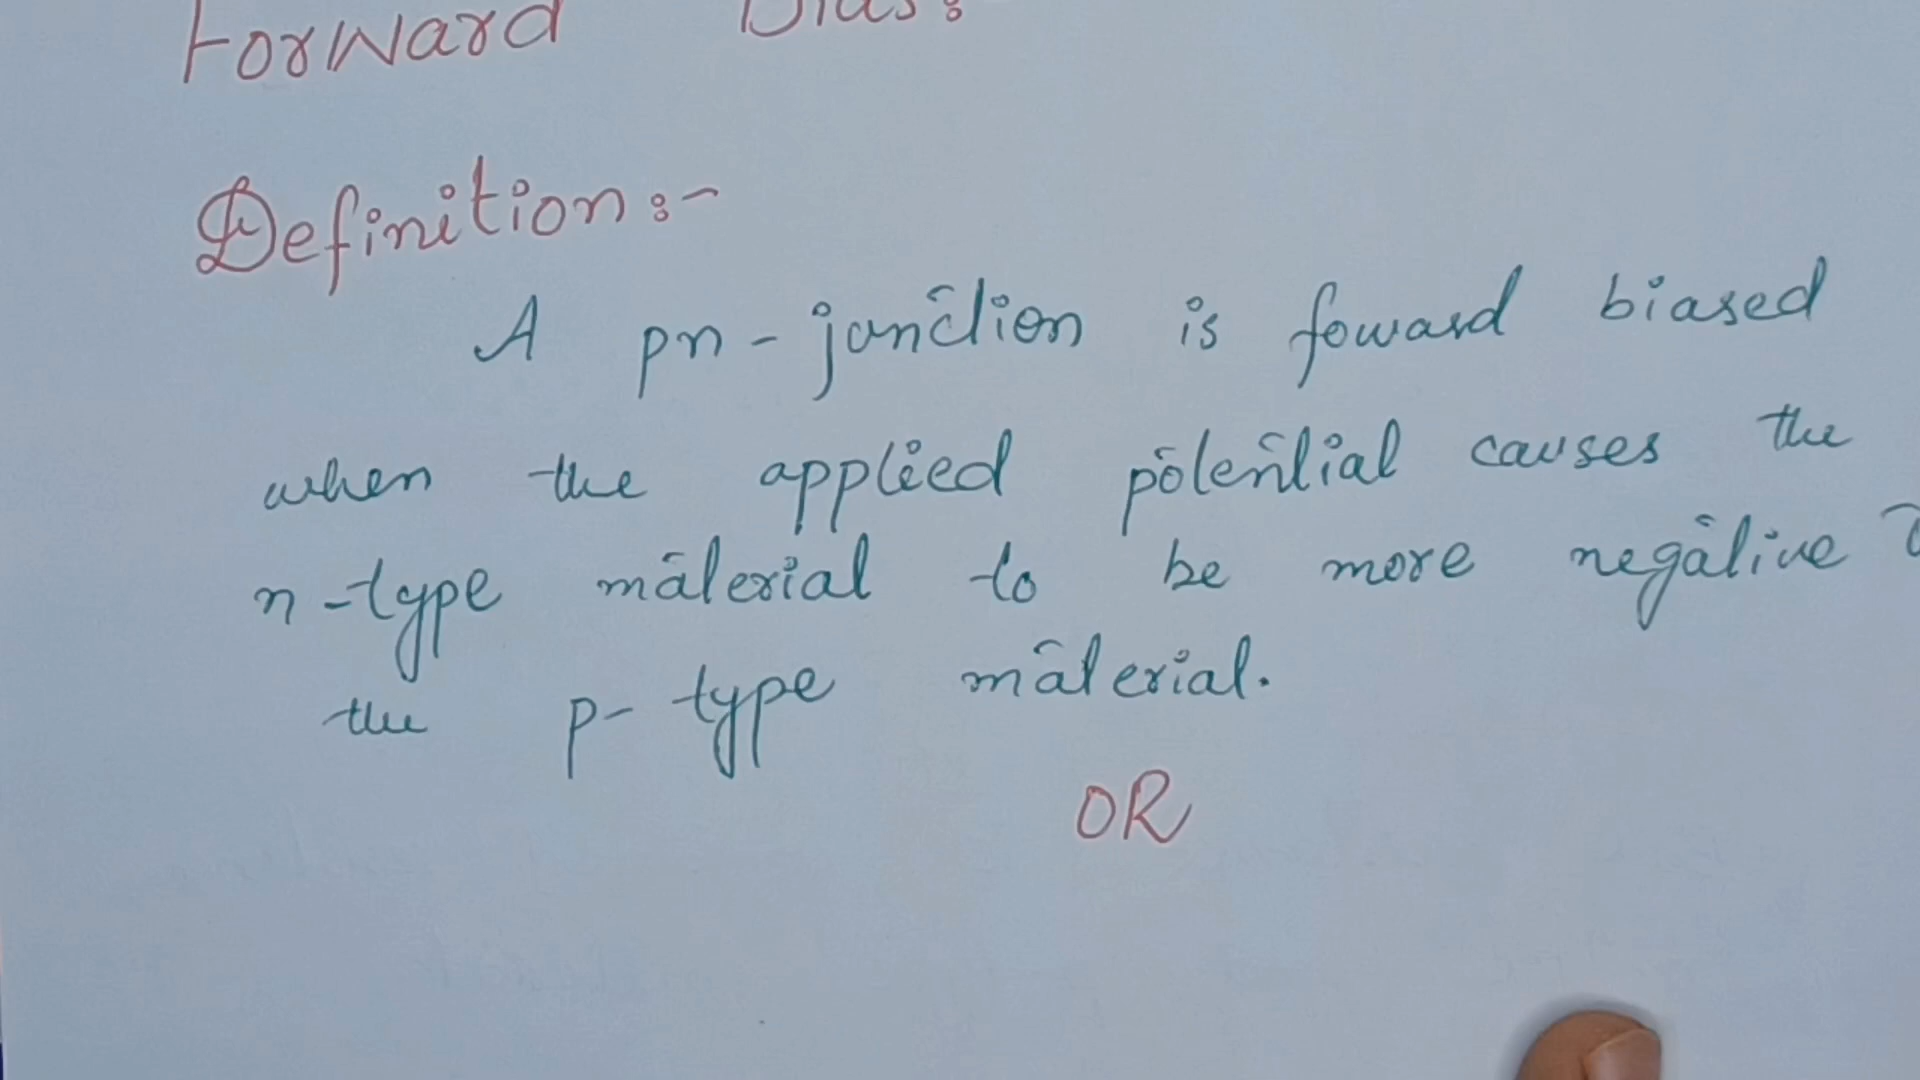 Forward Bias:
Definition:-
A pn-junction is foward biased
when the applied potential causes the
n-type material to be more negative
the p-type material.
OR